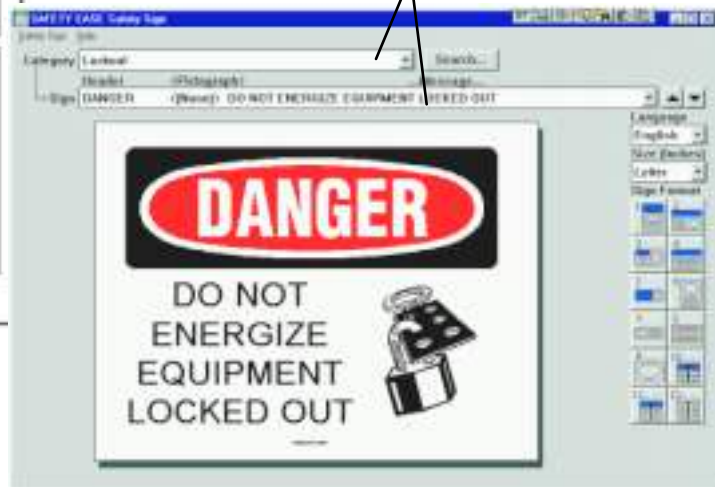 SAFETY EASE Safety Sign
Category Lockout Search...
Header (Pictograph) Message...
Sign DANGER (None) DO NOT ENERGIZE EQUIPMENT LOCKED OUT
Language
English
Size (Inches)
Letter
Sign Format
DANGER
DO NOT
ENERGIZE
EQUIPMENT
LOCKED OUT